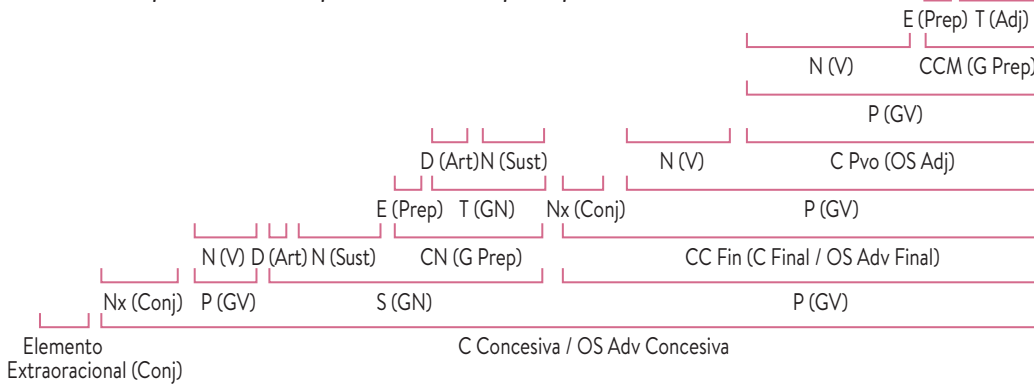 E (Prep) T (Adj)
N (V) CCM (G Prep)
P (GV)
D (Art) N (Sust) N (V) C Pvo (OS Adj)
E (Prep) T (GN) Nx (Conj) P (GV)
N (V) D (Art) N (Sust) CN (G Prep) CC Fin (C Final / OS Adv Final)
Nx (Conj) P (GV) S (GN) P (GV)
Elemento C Concesiva / OS Adv Concesiva
Extraoracional (Conj)